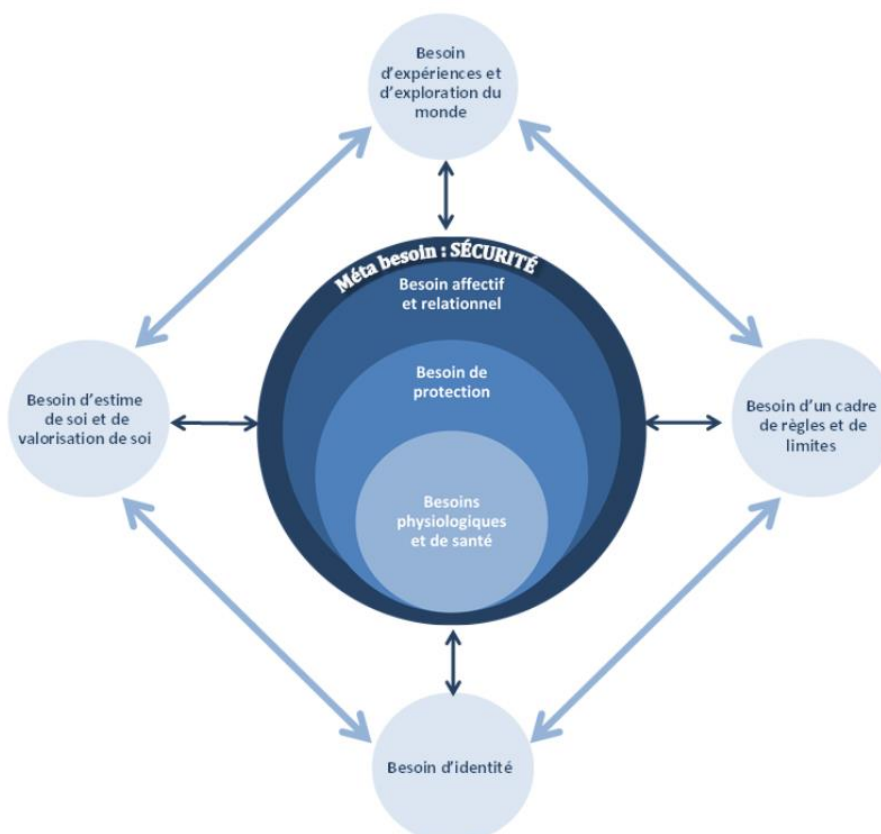 Besoin
d'expériences et
d'exploration du
monde
Méta besoin : SÉCURITÉ
Besoin affectif
et relationnel
Besoin de
protection
Besoins
physiologiques
et de santé
Besoin d'estime
de soi et de
valorisation de soi
Besoin d'un cadre
de règles et de
limites
Besoin d'identité